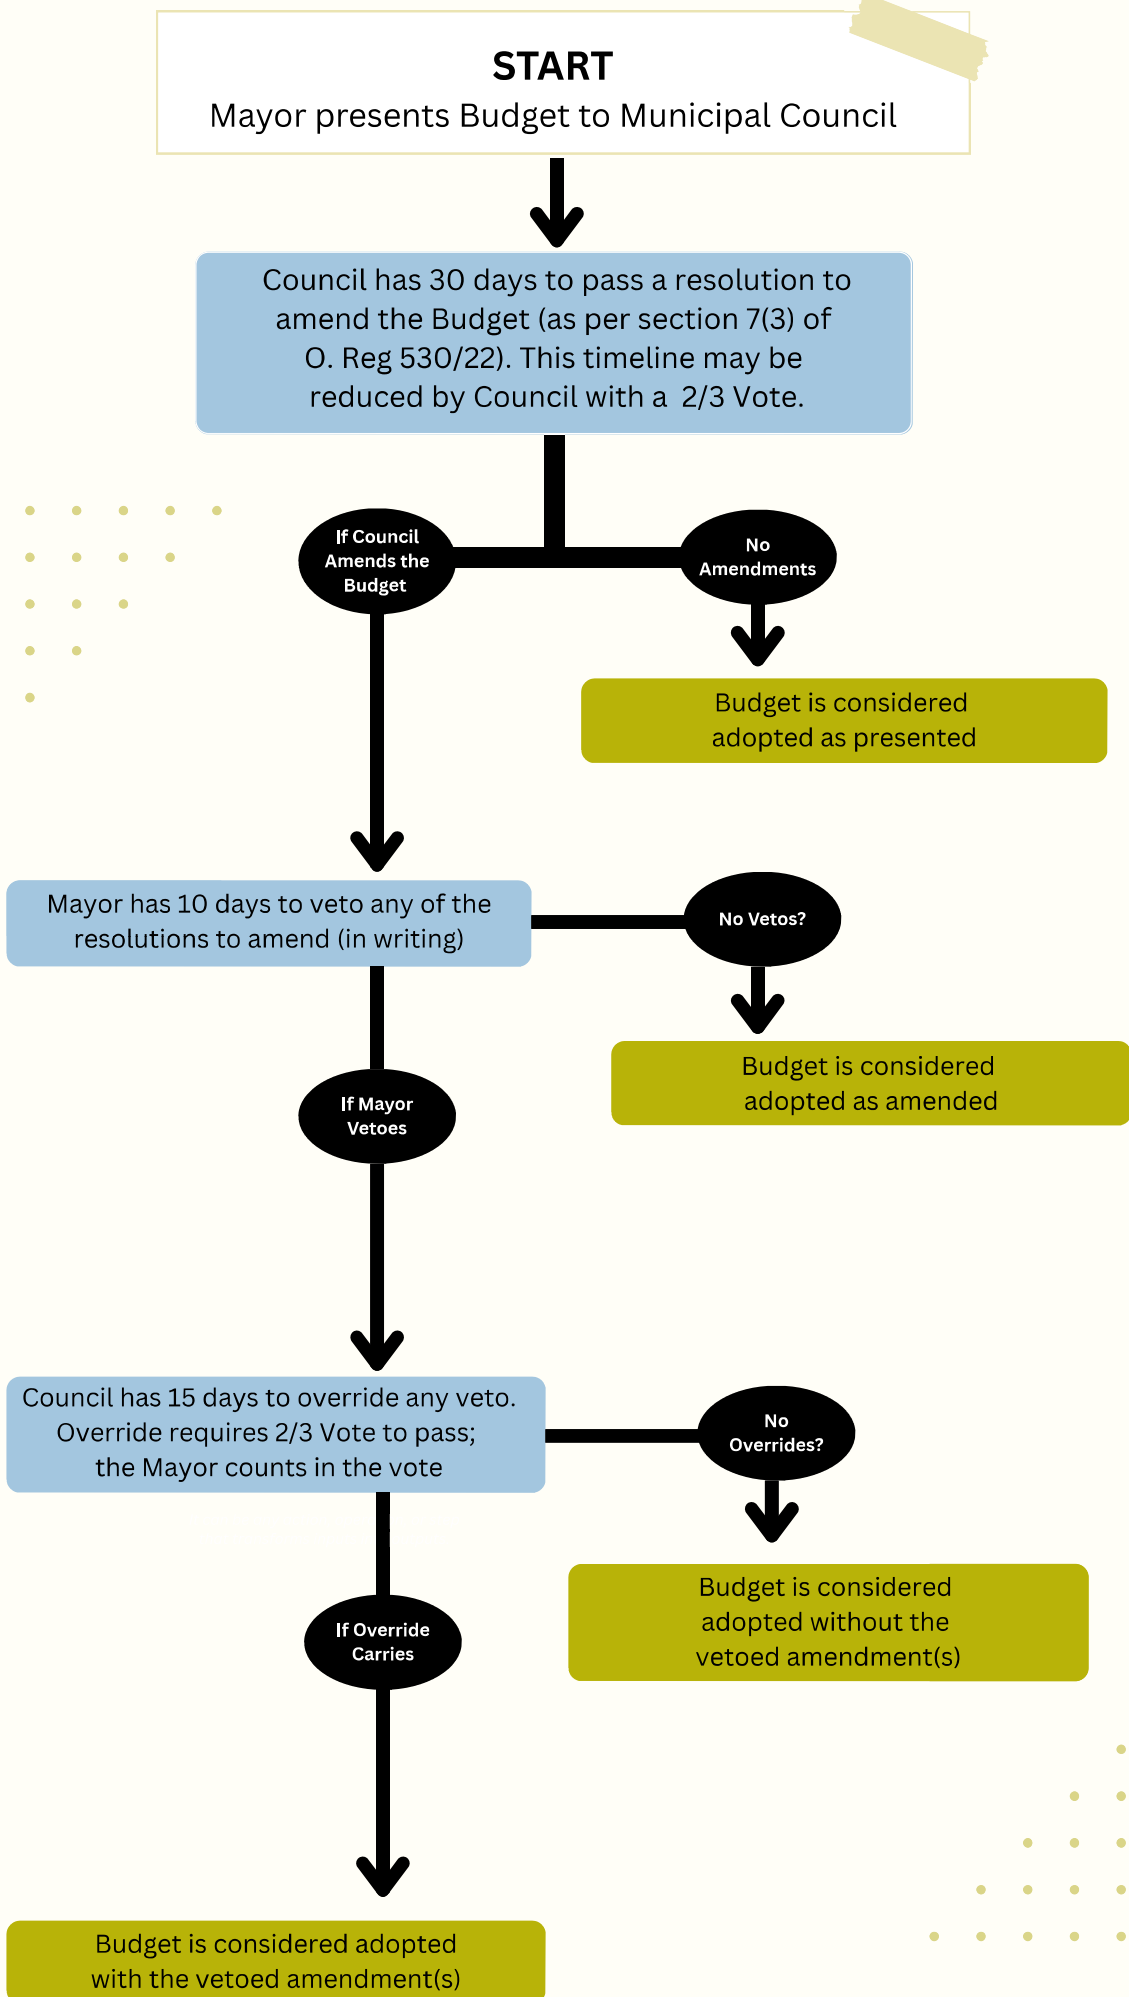 START
Mayor presents Budget to Municipal Council
Council has 30 days to pass a resolution to
amend the Budget (as per section 7(3) of
O. Reg 530/22). This timeline may be
reduced by Council with a 2/3 Vote.
If Council
Amends the
Budget
No
Amendments
Budget is considered
adopted as presented
Mayor has 10 days to veto any of the
resolutions to amend (in writing)
No Vetos?
Budget is considered
adopted as amended
If Mayor
Vetoes
Council has 15 days to override any veto.
Override requires 2/3 Vote to pass;
the Mayor counts in the vote
No
Overrides?
Budget is considered
adopted without the
vetoed amendment(s)
If Override
Carries
Budget is considered adopted
with the vetoed amendment(s)